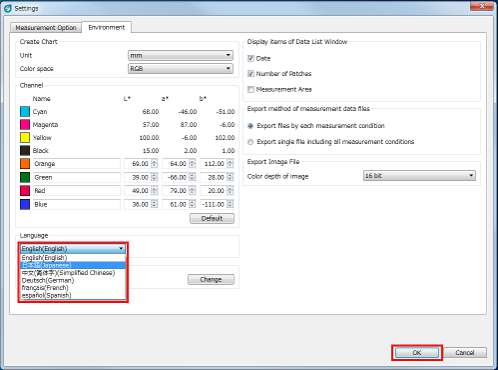 Settings
Measurement Option
Environment
Create Chart
Unit
mm
Color space
RGB
Channel
Name L* a* b*
Cyan 68.00 -46.00 -51.00
Magenta 57.00 87.00 -6.00
Yellow 100.00 -6.00 102.00
Black 15.00 2.00 1.00
Orange 69.00 64.00 112.00
Green 39.00 -66.00 28.00
Red 49.00 79.00 20.00
Blue 36.00 61.00 -111.00
Default
Language
English(English)
English(English)
日本語(Japanese)
中文(简体字)(Simplified Chinese)
Deutsch(German)
français(French)
español(Spanish)
Change
Display items of Data List Window
Date
Number of Patches
Measurement Area
Export method of measurement data files
Export files by each measurement condition
Export single file including all measurement conditions
Export Image File
Color depth of image
16 bit
OK
Cancel